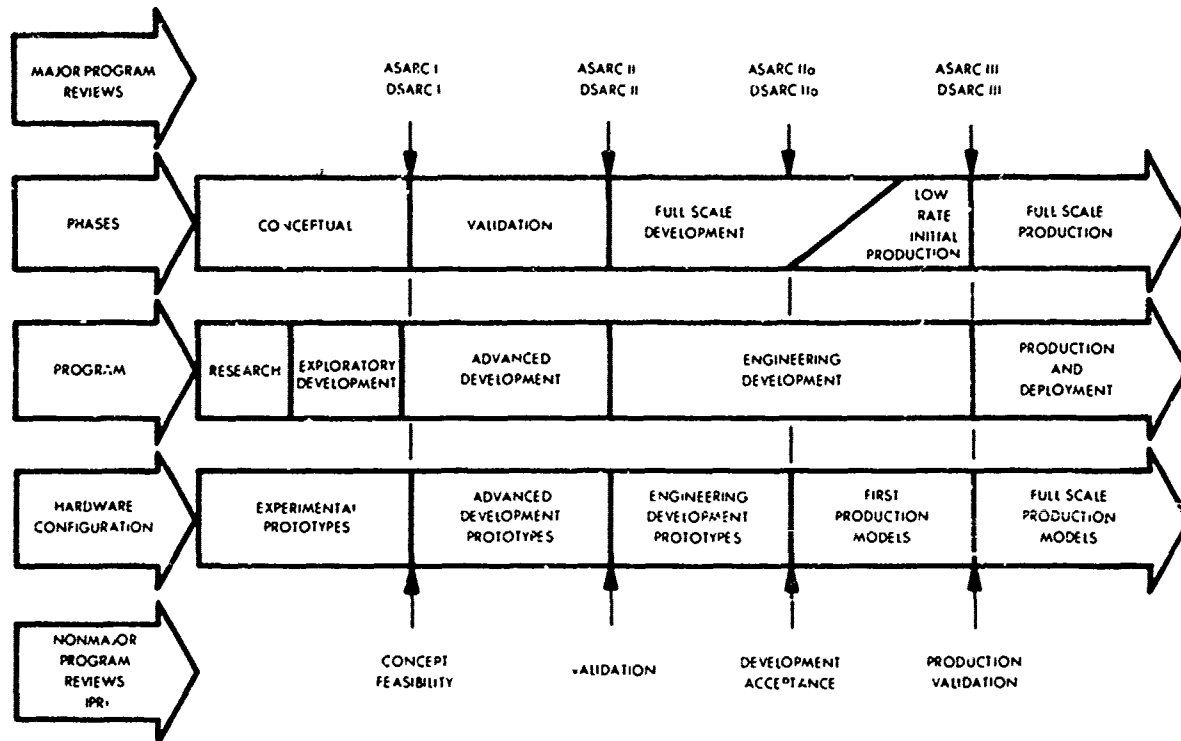 MAJOR PROGRAM
REVIEWS
ASARC I
DSARC I
ASARC II
DSARC II
ASARC IIa
DSARC IIa
ASARC III
DSARC III
PHASES
CONCEPTUAL
VALIDATION
FULL SCALE
DEVELOPMENT
LOW
RATE
INITIAL
PRODUCTION
FULL SCALE
PRODUCTION
PROGRAM
RESEARCH
EXPLORATORY
DEVELOPMENT
ADVANCED
DEVELOPMENT
ENGINEERING
DEVELOPMENT
PRODUCTION
AND
DEPLOYMENT
HARDWARE
CONFIGURATION
EXPERIMENTAL
PROTOTYPES
ADVANCED
DEVELOPMENT
PROTOTYPES
ENGINEERING
DEVELOPMENT
PROTOTYPES
FIRST
PRODUCTION
MODELS
FULL SCALE
PRODUCTION
MODELS
NONMAJOR
PROGRAM
REVIEWS
CONCEPT
FEASIBILITY
VALIDATION
DEVELOPMENT
ACCEPTANCE
PRODUCTION
VALIDATION